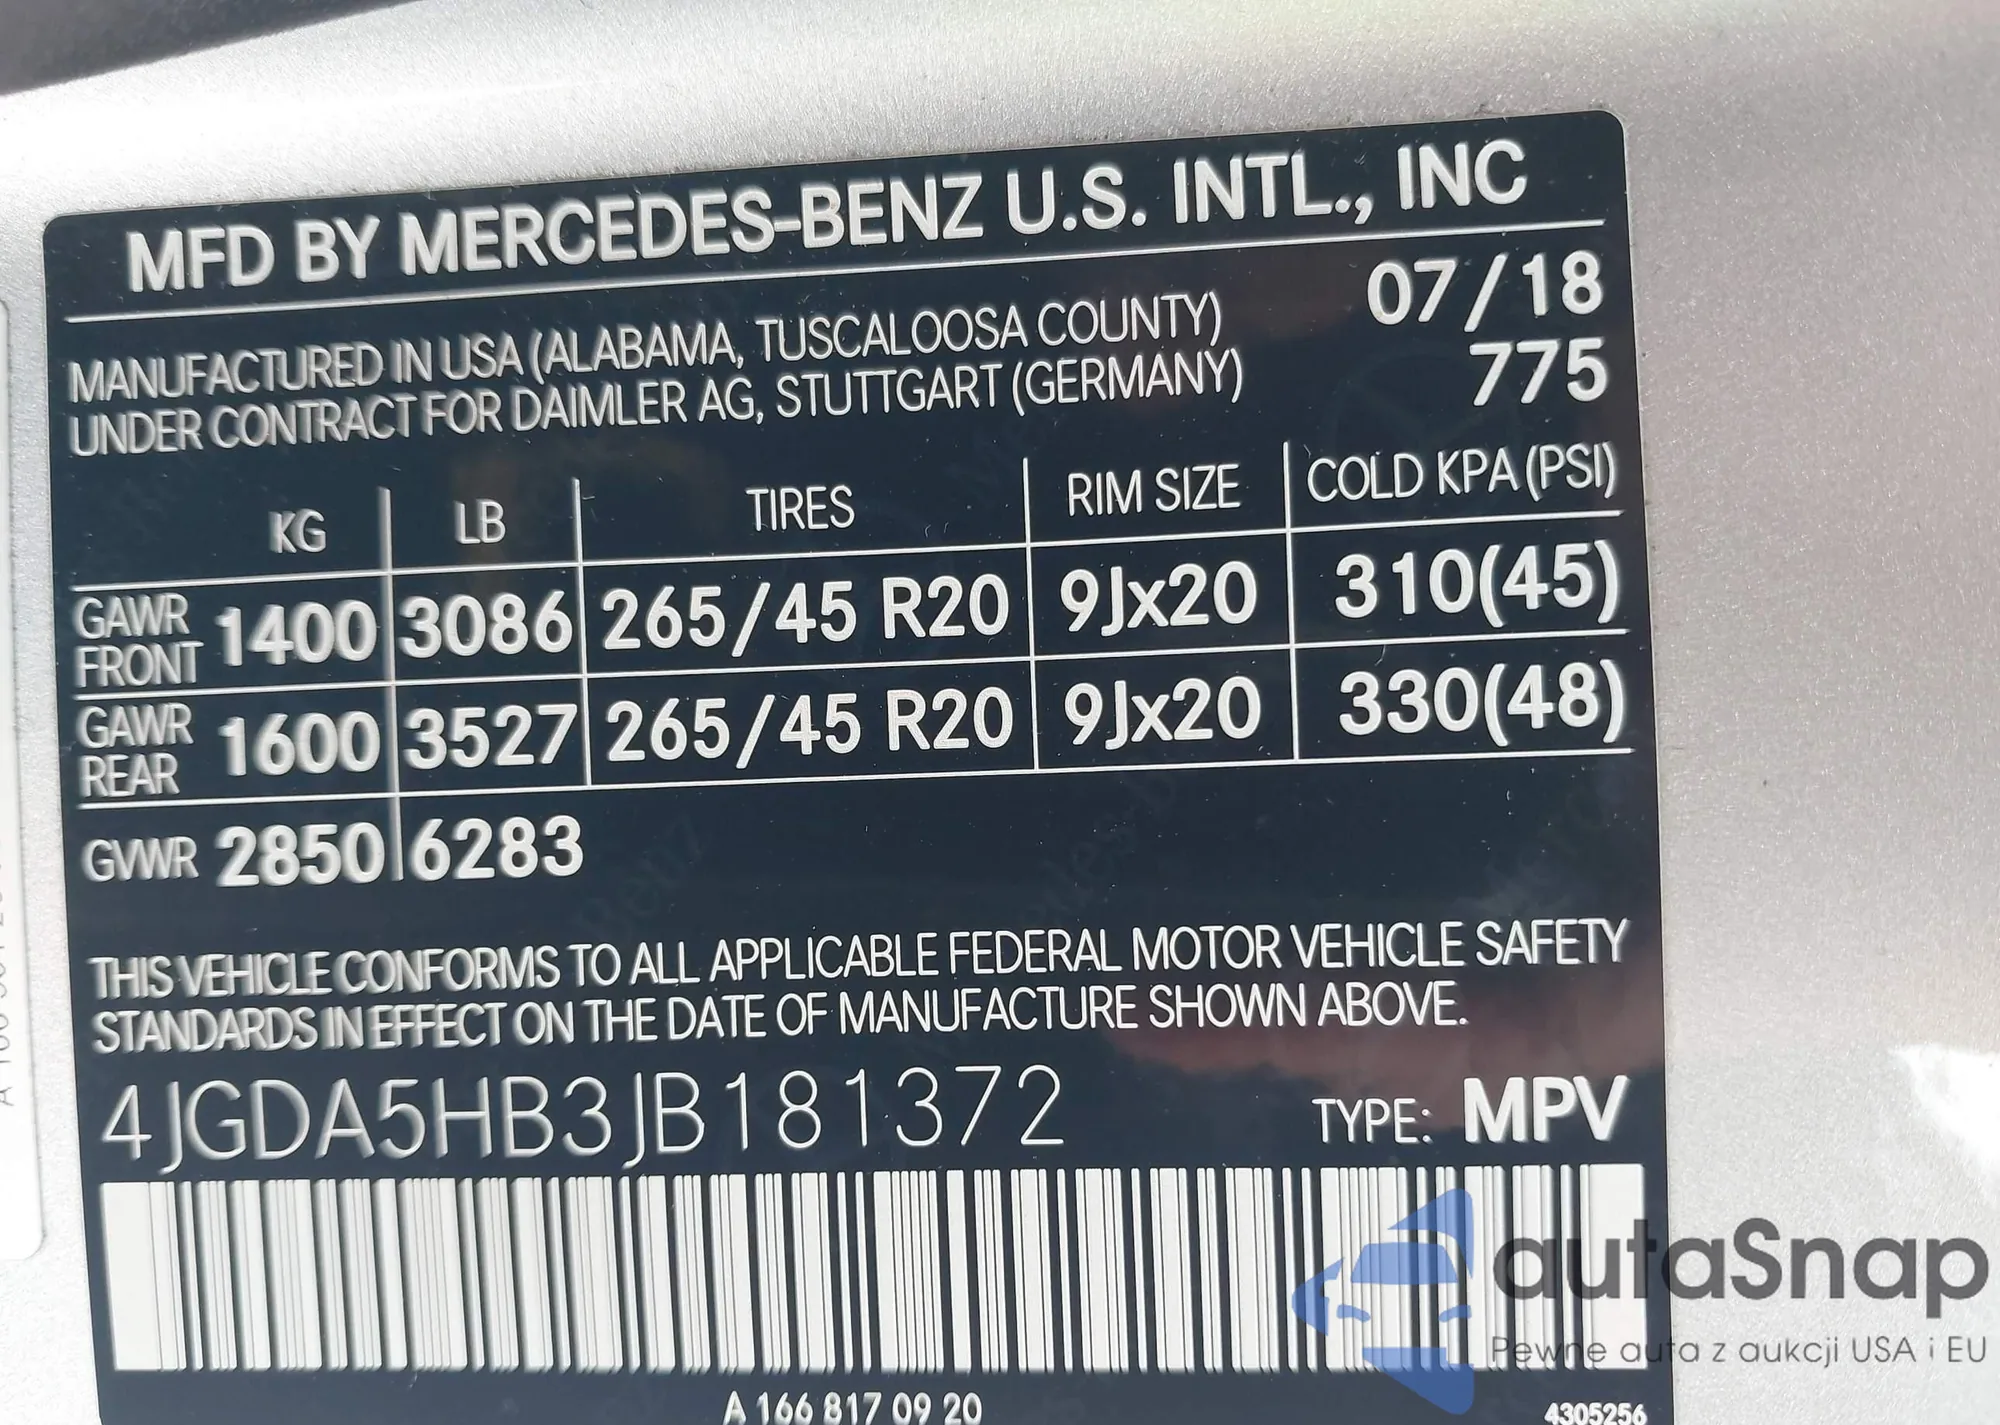 MFD BY MERCEDES-BENZ U.S. INTL., INC
07/18
MANUFACTURED IN USA (ALABAMA, TUSCALOOSA COUNTY)
775
UNDER CONTRACT FOR DAIMLER AG, STUTTGART (GERMANY)
KG LB TIRES RIM SIZE COLD KPA (PSI)
GAWR FRONT 1400 3086 265/45 R20 9Jx20 310(45)
GAWR REAR 1600 3527 265/45 R20 9Jx20 330(48)
GVWR 2850 6283
THIS VEHICLE CONFORMS TO ALL APPLICABLE FEDERAL MOTOR VEHICLE SAFETY
STANDARDS IN EFFECT ON THE DATE OF MANUFACTURE SHOWN ABOVE.
4JGDA5HB3JB181372 TYPE: MPV
autaSnap
Pewne auta z aukcji USA i EU
A 166 817 09 20 4305256